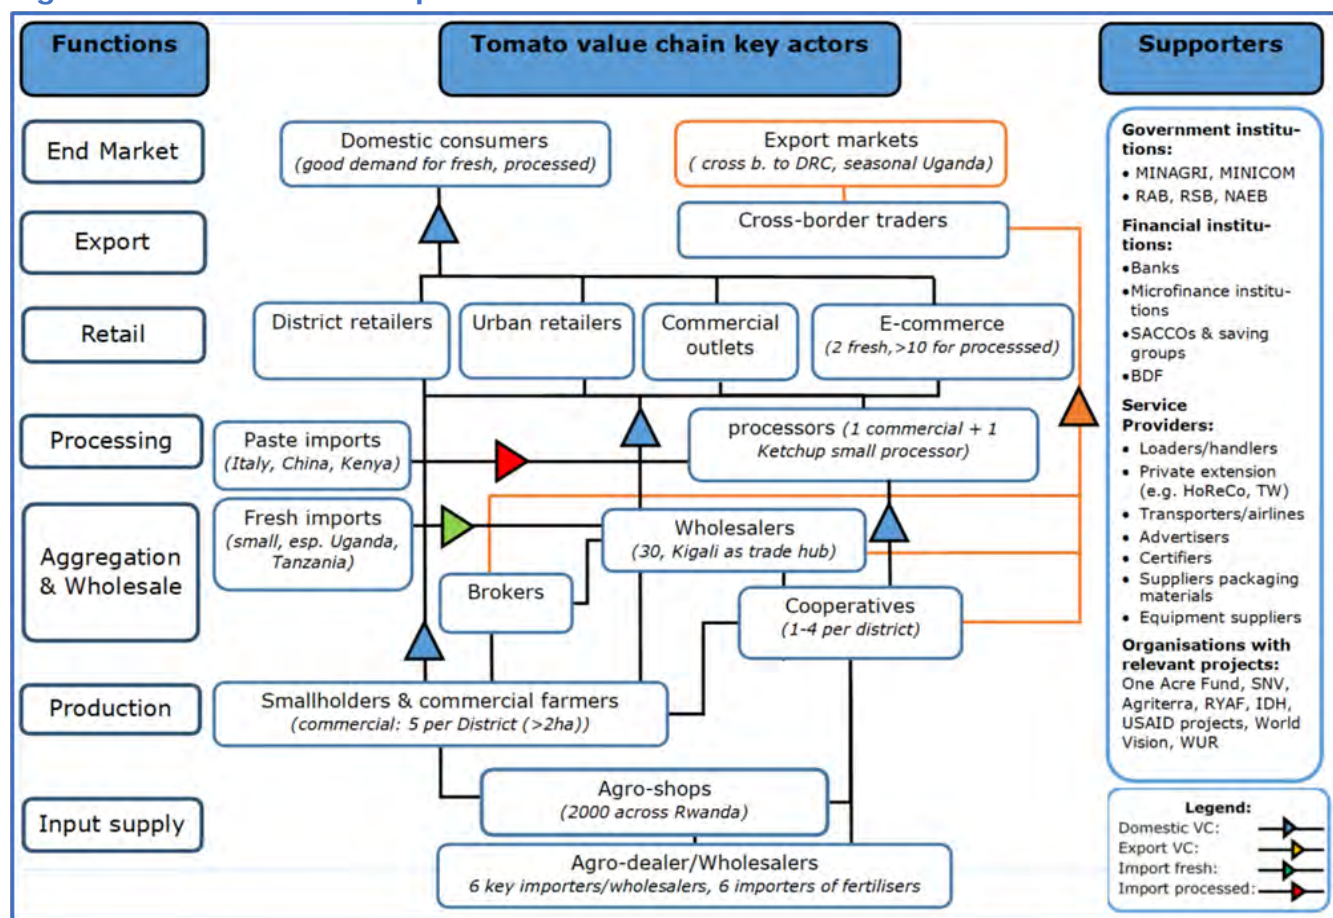 Functions
Tomato value chain key actors
Supporters
End Market
Domestic consumers
(good demand for fresh, processed)
Export markets
( cross b. to DRC, seasonal Uganda)
Export
Cross-border traders
Retail
District retailers
Urban retailers
Commercial
outlets
E-commerce
(2 fresh,>10 for processsed)
Processing
Paste imports
(Italy, China, Kenya)
processors (1 commercial + 1
Ketchup small processor)
Aggregation
& Wholesale
Fresh imports
(small, esp. Uganda,
Tanzania)
Wholesalers
(30, Kigali as trade hub)
Brokers
Cooperatives
(1-4 per district)
Production
Smallholders & commercial farmers
(commercial: 5 per District (>2ha))
Input supply
Agro-shops
(2000 across Rwanda)
Agro-dealer/Wholesalers
6 key importers/wholesalers, 6 importers of fertilisers
Government institu-
tions:
• MINAGRI, MINICOM
• RAB, RSB, NAEB
Financial institu-
tions:
•Banks
•Microfinance institu-
tions
•SACCOs & saving
groups
•BDF
Service
Providers:
• Loaders/handlers
• Private extension
(e.g. HoReCo, TW)
• Transporters/airlines
• Advertisers
• Certifiers
• Suppliers packaging
materials
• Equipment suppliers
Organisations with
relevant projects:
One Acre Fund, SNV,
Agriterra, RYAF, IDH,
USAID projects, World
Vision, WUR
Legend:
Domestic VC:
Export VC:
Import fresh:
Import processed: